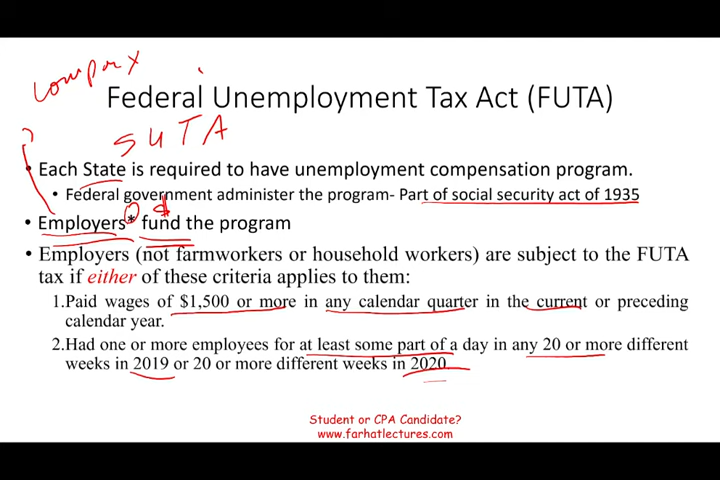 Compex
Federal Unemployment Tax Act (FUTA)
SUTA
• Each State is required to have unemployment compensation program.
• Federal government administer the program- Part of social security act of 1935
$
• Employers* fund the program
• Employers (not farmworkers or household workers) are subject to the FUTA
tax if either of these criteria applies to them:
1.Paid wages of $1,500 or more in any calendar quarter in the current or preceding
calendar year.
2.Had one or more employees for at least some part of a day in any 20 or more different
weeks in 2019 or 20 or more different weeks in 2020.
Student or CPA Candidate?
www.farhatlectures.com